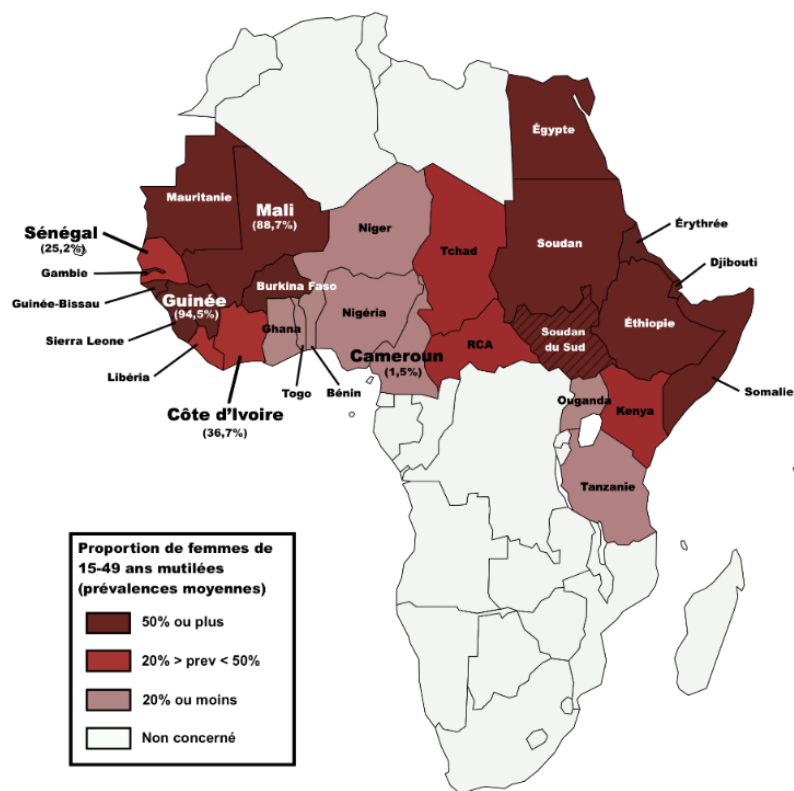 Égypte
Mauritanie
Mali
(88,7%)
Sénégal
(25,2%)
Niger
Tchad
Soudan
Érythrée
Djibouti
Gambie
Guinée-Bissau
Guinée
(94,5%)
Burkina Faso
Nigéria
Ghana
Éthiopie
Soudan
du Sud
Sierra Leone
RCA
Libéria
Cameroun
(1,5%)
Togo
Bénin
Somalie
Ouganda
Kenya
Côte d'Ivoire
(36,7%)
Tanzanie
Proportion de femmes de
15-49 ans mutilées
(prévalences moyennes)
50% ou plus
20% > prev < 50%
20% ou moins
Non concerné